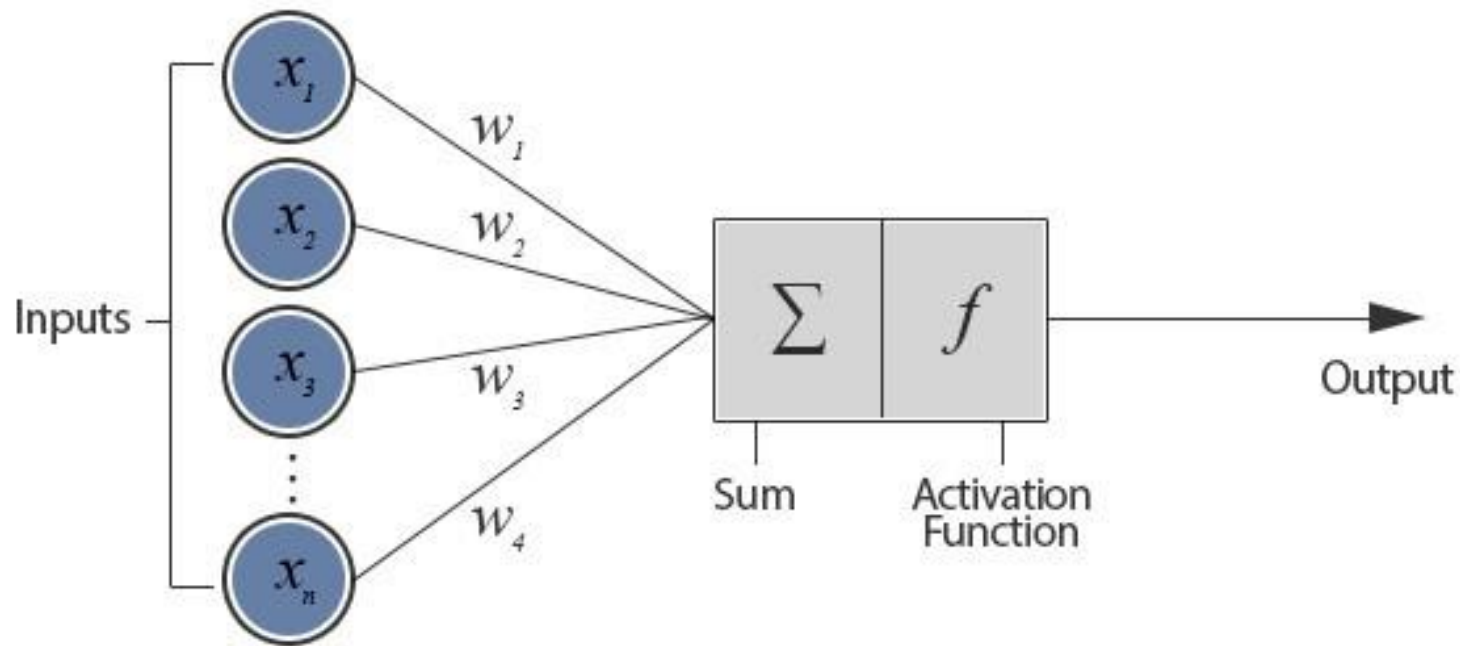 x₁
w₁
x₂
w₂
Inputs
x₃
w₃
∑
f
Output
Sum
Activation
Function
w₄
xₙ